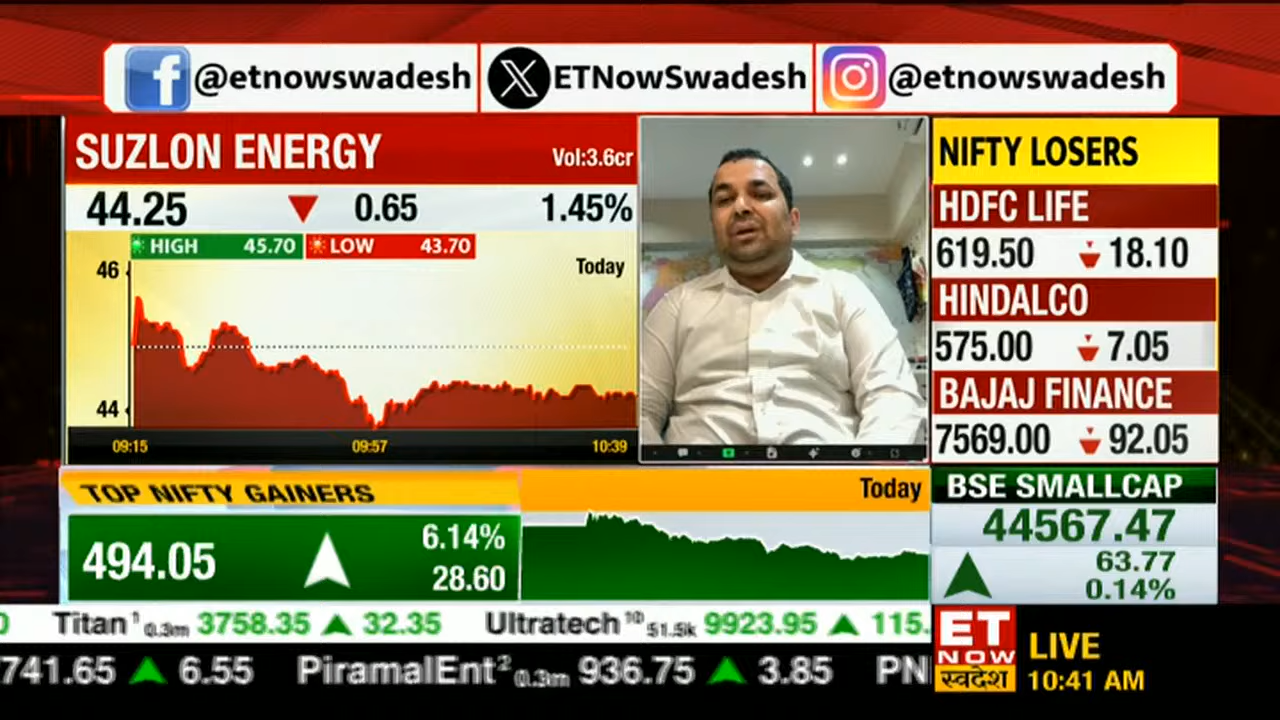 @etnowswadesh
ETNowSwadesh
@etnowswadesh
SUZLON ENERGY Vol:3.6cr
44.25 ▼ 0.65 1.45%
HIGH 45.70 LOW 43.70
Today
46
44
09:15 09:57 10:39
NIFTY LOSERS
HDFC LIFE
619.50 18.10
HINDALCO
575.00 7.05
BAJAJ FINANCE
7569.00 92.05
TOP NIFTY GAINERS
Today
494.05 ▲ 6.14%
28.60
BSE SMALLCAP
44567.47
▲ 63.77
0.14%
0 Titan 1 0.3m 3758.35 ▲ 32.35 Ultratech 10 51.5k 9923.95 ▲ 115.
741.65 ▲ 6.55 PiramalEnt 2 0.3m 936.75 ▲ 3.85 PN
ET
NOW
स्वदेश
LIVE
10:41 AM